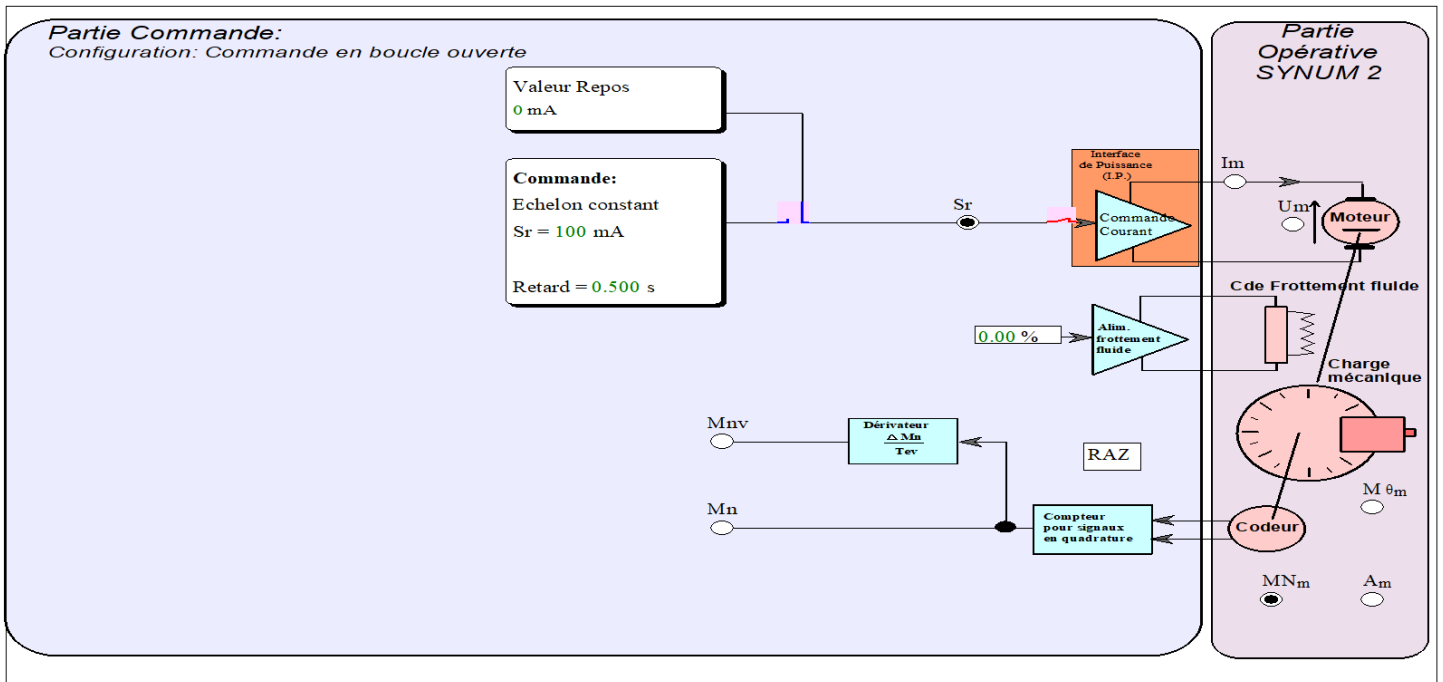 Partie Commande:
Configuration: Commande en boucle ouverte
Valeur Repos
0 mA
Commande:
Echelon constant
Sr = 100 mA
Retard = 0.500 s
Sr
Interface
de Puissance
(I.P.)
Commande
Courant
0.00 %
Alim.
frottement
fluide
Mnv
Dérivateur
△ Mn
Tev
RAZ
Mn
Compteur
pour signaux
en quadrature
Partie
Opérative
SYNUM 2
Im
Um
Moteur
Cde Frottement fluide
Charge
mécanique
M θm
Codeur
MNm
Am